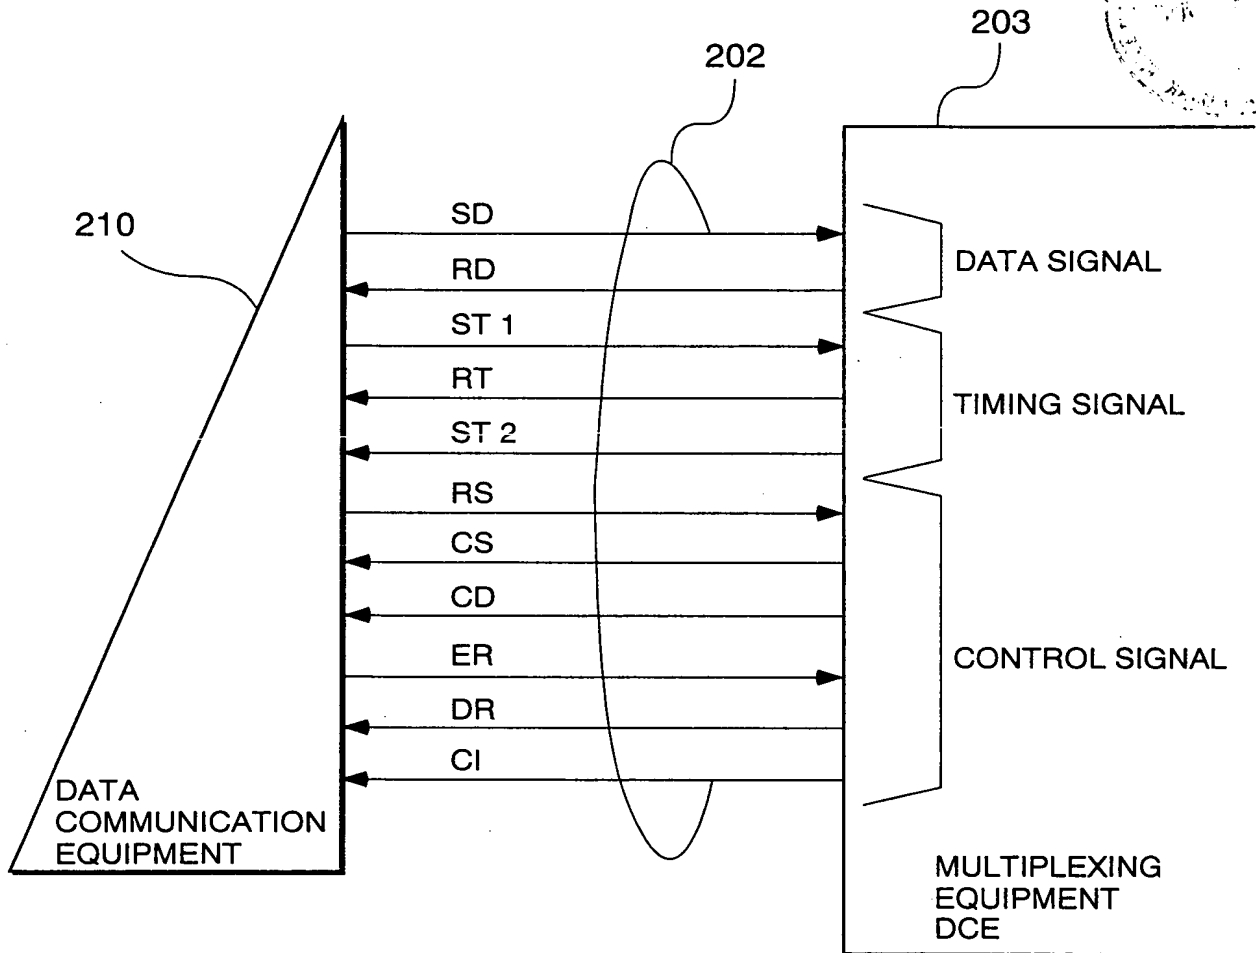 203
202
210
SD
RD
ST 1
RT
ST 2
RS
CS
CD
ER
DR
CI
DATA SIGNAL
TIMING SIGNAL
CONTROL SIGNAL
DATA
COMMUNICATION
EQUIPMENT
MULTIPLEXING
EQUIPMENT
DCE